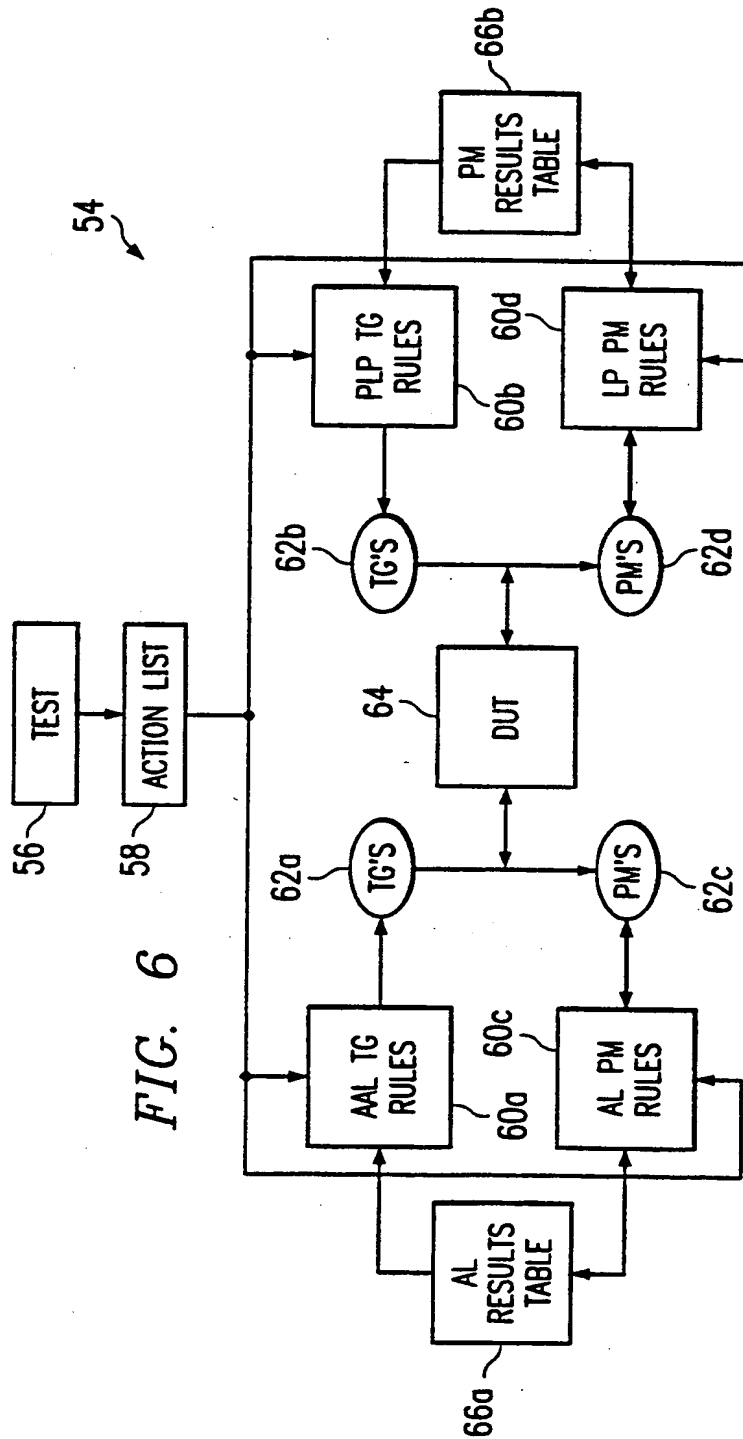 54
56
TEST
58
ACTION LIST
FIG. 6
66a
AL
RESULTS
TABLE
AAL TG
RULES
60a
62a
TG'S
64
DUT
62b
TG'S
PLP TG
RULES
60b
PM
RESULTS
TABLE
66b
60c
AL PM
RULES
PM'S
62c
PM'S
62d
60d
LP PM
RULES